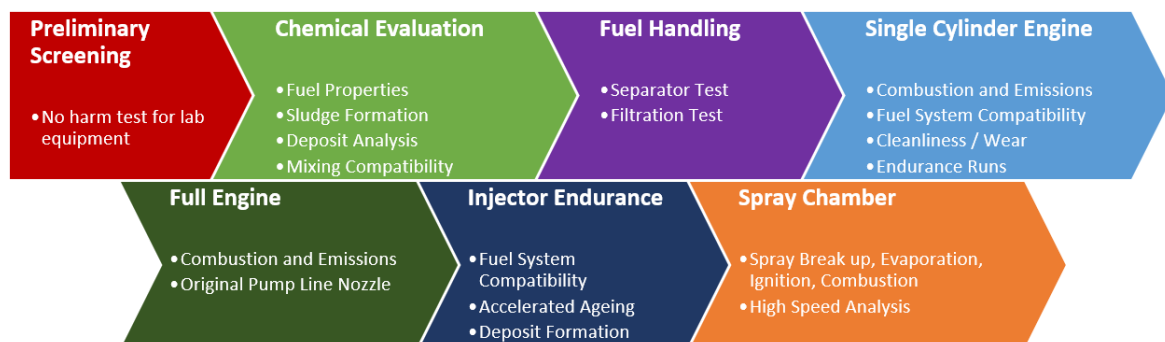 Preliminary
Screening
•No harm test for lab
equipment
Chemical Evaluation
•Fuel Properties
•Sludge Formation
•Deposit Analysis
•Mixing Compatibility
Fuel Handling
•Separator Test
•Filtration Test
Single Cylinder Engine
•Combustion and Emissions
•Fuel System Compatibility
•Cleanliness / Wear
•Endurance Runs
Full Engine
•Combustion and Emissions
•Original Pump Line Nozzle
Injector Endurance
•Fuel System
Compatibility
•Accelerated Ageing
•Deposit Formation
Spray Chamber
•Spray Break up, Evaporation,
Ignition, Combustion
•High Speed Analysis